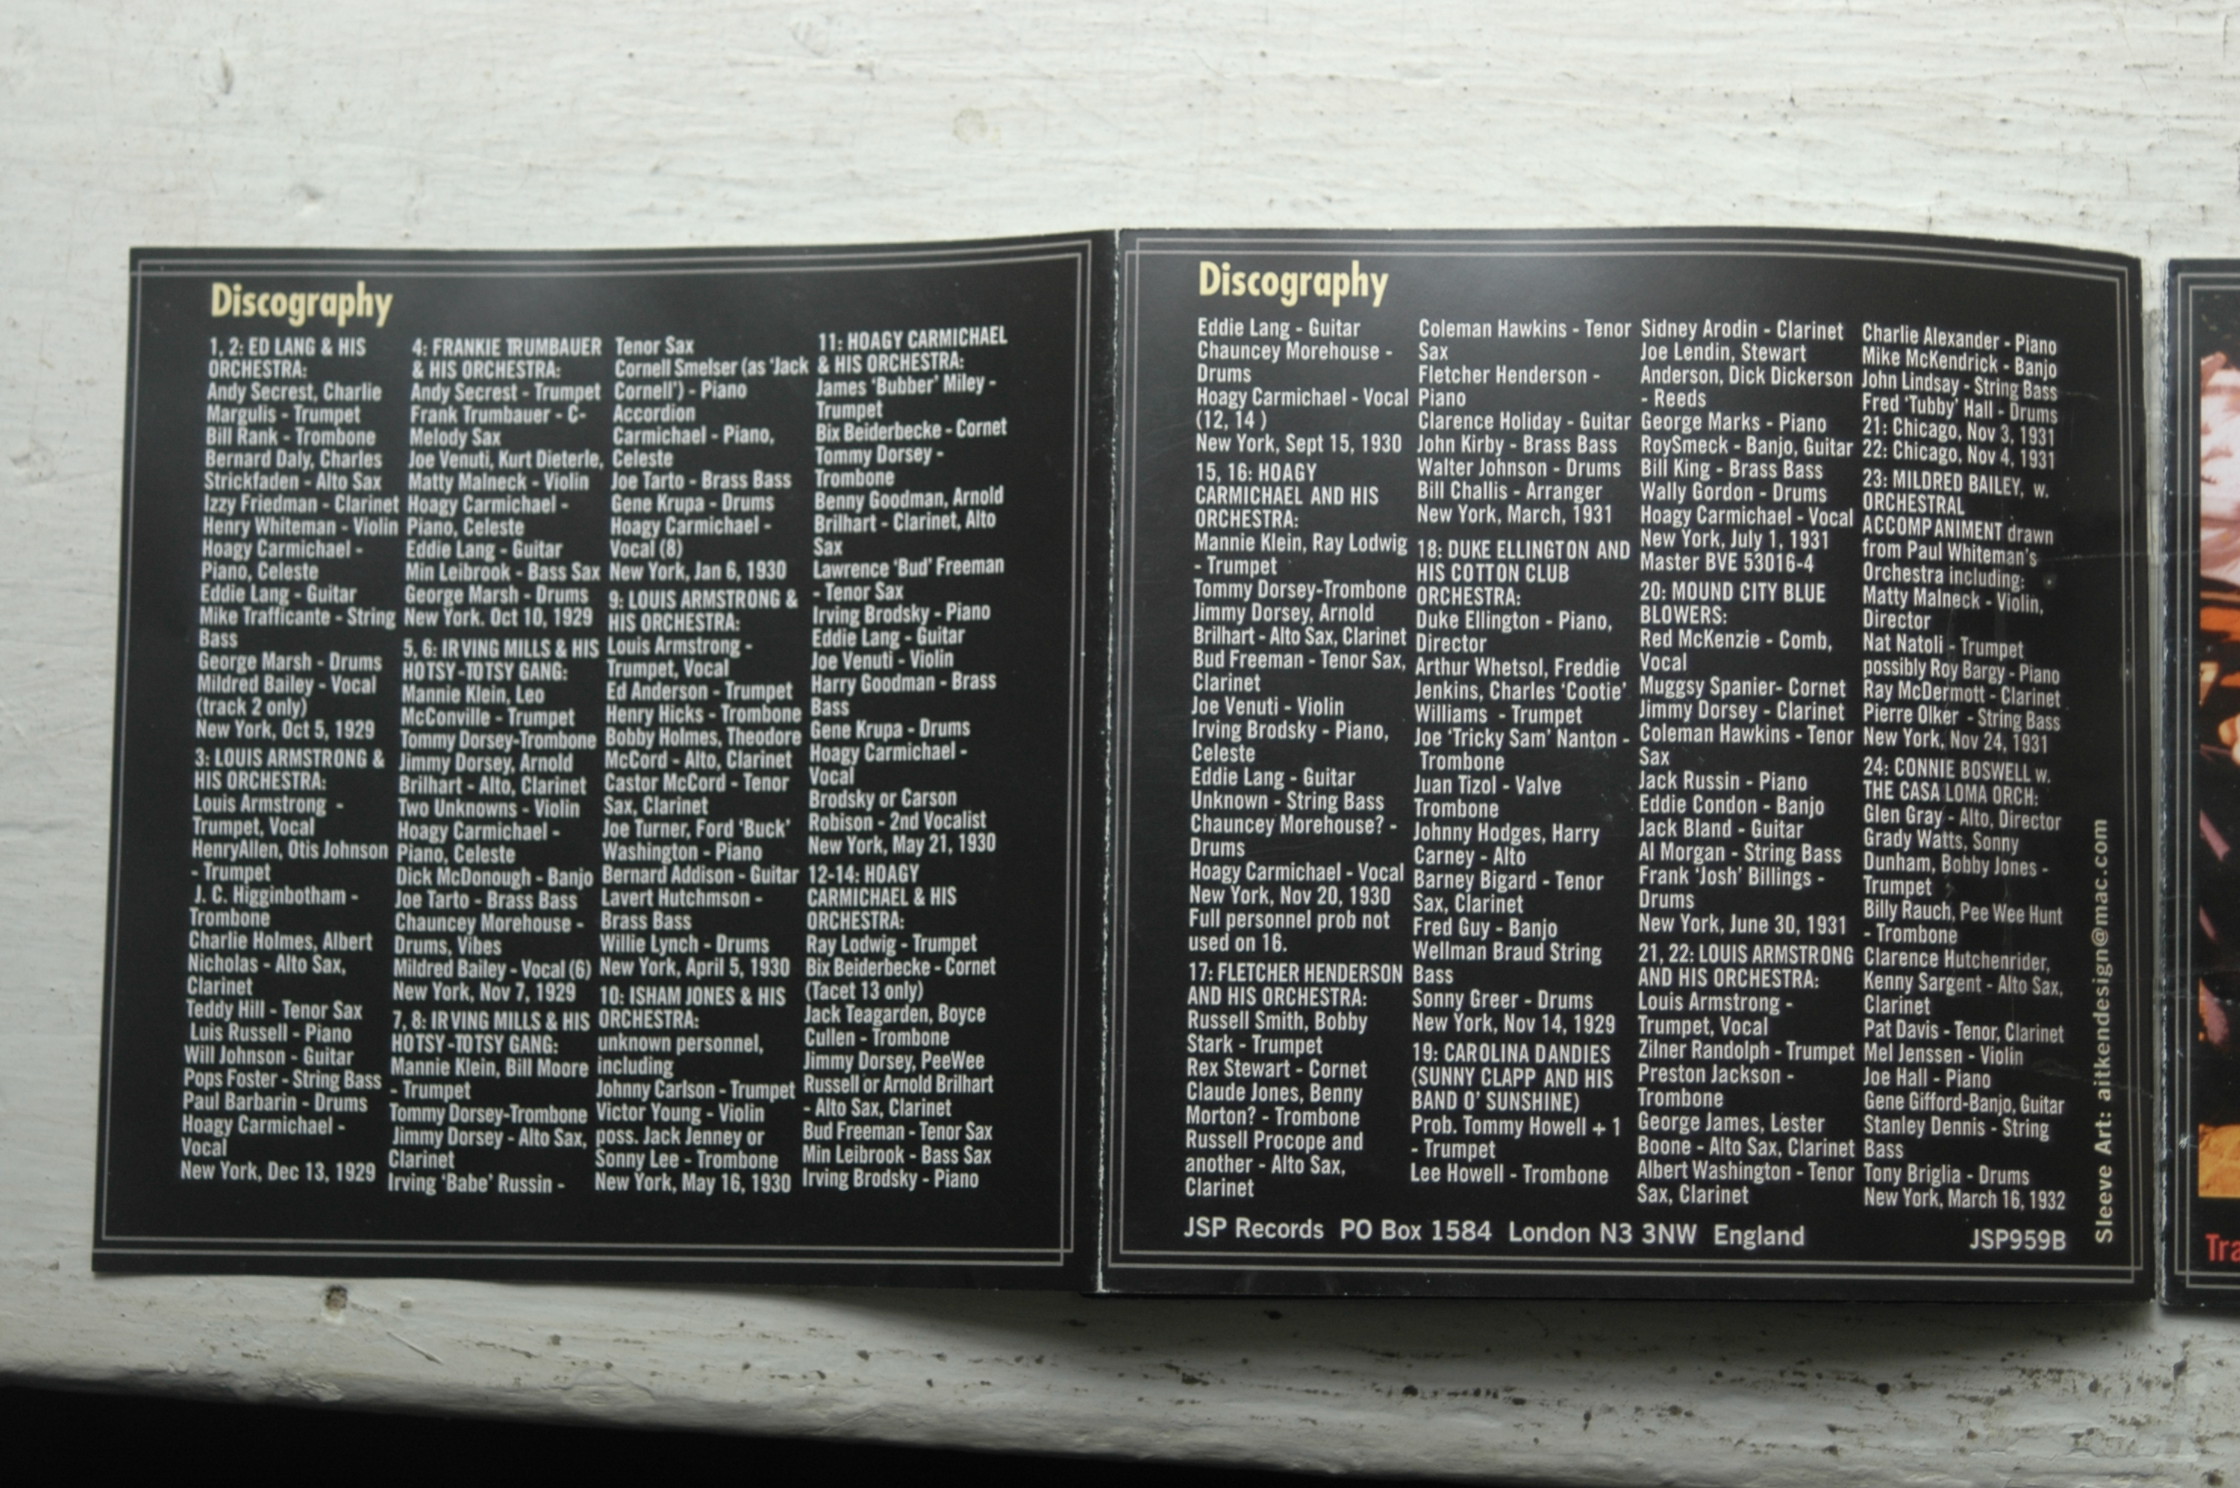 Discography
1, 2: ED LANG & HIS
ORCHESTRA:
Andy Secrest, Charlie
Margulis - Trumpet
Bill Rank - Trombone
Bernard Daly, Charles
Strickfaden - Alto Sax
Izzy Friedman - Clarinet
Henry Whiteman - Violin
Hoagy Carmichael -
Piano, Celeste
Eddie Lang - Guitar
Mike Trafficante - String
Bass
George Marsh - Drums
Mildred Bailey - Vocal
(track 2 only)
New York, Oct 5, 1929
3: LOUIS ARMSTRONG &
HIS ORCHESTRA:
Louis Armstrong -
Trumpet, Vocal
HenryAllen, Otis Johnson
- Trumpet
J. C. Higginbotham -
Trombone
Charlie Holmes, Albert
Nicholas - Alto Sax,
Clarinet
Teddy Hill - Tenor Sax
Luis Russell - Piano
Will Johnson - Guitar
Pops Foster - String Bass
Paul Barbarin - Drums
Hoagy Carmichael -
Vocal
New York, Dec 13, 1929
4: FRANKIE TRUMBAUER
& HIS ORCHESTRA:
Andy Secrest - Trumpet
Frank Trumbauer - C-
Melody Sax
Joe Venuti, Kurt Dieterle,
Matty Malneck - Violin
Hoagy Carmichael -
Piano, Celeste
Eddie Lang - Guitar
Min Leibrook - Bass Sax
George Marsh - Drums
New York. Oct 10, 1929
5, 6: IRVING MILLS & HIS
HOTSY-TOTSY GANG:
Mannie Klein, Leo
McConville - Trumpet
Tommy Dorsey-Trombone
Jimmy Dorsey, Arnold
Brilhart - Alto, Clarinet
Two Unknowns - Violin
Hoagy Carmichael -
Piano, Celeste
Dick McDonough - Banjo
Joe Tarto - Brass Bass
Chauncey Morehouse -
Drums, Vibes
Mildred Bailey - Vocal (6)
New York, Nov 7, 1929
7, 8: IRVING MILLS & HIS
HOTSY-TOTSY GANG:
Mannie Klein, Bill Moore
- Trumpet
Tommy Dorsey-Trombone
Jimmy Dorsey - Alto Sax,
Clarinet
Irving 'Babe' Russin -
Tenor Sax
Cornell Smelser (as 'Jack
Cornell') - Piano
Accordion
Carmichael - Piano,
Celeste
Joe Tarto - Brass Bass
Gene Krupa - Drums
Hoagy Carmichael -
Vocal (8)
New York, Jan 6, 1930
9: LOUIS ARMSTRONG &
HIS ORCHESTRA:
Louis Armstrong -
Trumpet, Vocal
Ed Anderson - Trumpet
Henry Hicks - Trombone
Bobby Holmes, Theodore
McCord - Alto, Clarinet
Castor McCord - Tenor
Sax, Clarinet
Joe Turner, Ford 'Buck'
Washington - Piano
Bernard Addison - Guitar
Lavert Hutchmson -
Brass Bass
Willie Lynch - Drums
New York, April 5, 1930
10: ISHAM JONES & HIS
ORCHESTRA:
unknown personnel,
including
Johnny Carlson - Trumpet
Victor Young - Violin
poss. Jack Jenney or
Sonny Lee - Trombone
New York, May 16, 1930
11: HOAGY CARMICHAEL
& HIS ORCHESTRA:
James 'Bubber' Miley -
Trumpet
Bix Beiderbecke - Cornet
Tommy Dorsey -
Trombone
Benny Goodman, Arnold
Brilhart - Clarinet, Alto
Sax
Lawrence 'Bud' Freeman
- Tenor Sax
Irving Brodsky - Piano
Eddie Lang - Guitar
Joe Venuti - Violin
Harry Goodman - Brass
Bass
Gene Krupa - Drums
Hoagy Carmichael -
Vocal
Brodsky or Carson
Robison - 2nd Vocalist
New York, May 21, 1930
12-14: HOAGY
CARMICHAEL & HIS
ORCHESTRA:
Ray Lodwig - Trumpet
Bix Beiderbecke - Cornet
(Tacet 13 only)
Jack Teagarden, Boyce
Cullen - Trombone
Jimmy Dorsey, PeeWee
Russell or Arnold Brilhart
- Alto Sax, Clarinet
Bud Freeman - Tenor Sax
Min Leibrook - Bass Sax
Irving Brodsky - Piano
Discography
Eddie Lang - Guitar
Chauncey Morehouse -
Drums
Hoagy Carmichael - Vocal
(12, 14 )
New York, Sept 15, 1930
15, 16: HOAGY
CARMICHAEL AND HIS
ORCHESTRA:
Mannie Klein, Ray Lodwig
- Trumpet
Tommy Dorsey-Trombone
Jimmy Dorsey, Arnold
Brilhart - Alto Sax, Clarinet
Bud Freeman - Tenor Sax,
Clarinet
Joe Venuti - Violin
Irving Brodsky - Piano,
Celeste
Eddie Lang - Guitar
Unknown - String Bass
Chauncey Morehouse? -
Drums
Hoagy Carmichael - Vocal
New York, Nov 20, 1930
Full personnel prob not
used on 16.
17: FLETCHER HENDERSON
AND HIS ORCHESTRA:
Russell Smith, Bobby
Stark - Trumpet
Rex Stewart - Cornet
Claude Jones, Benny
Morton? - Trombone
Russell Procope and
another - Alto Sax,
Clarinet
Coleman Hawkins - Tenor
Sax
Fletcher Henderson -
Piano
Clarence Holiday - Guitar
John Kirby - Brass Bass
Walter Johnson - Drums
Bill Challis - Arranger
New York, March, 1931
18: DUKE ELLINGTON AND
HIS COTTON CLUB
ORCHESTRA:
Duke Ellington - Piano,
Director
Arthur Whetsol, Freddie
Jenkins, Charles 'Cootie'
Williams - Trumpet
Joe 'Tricky Sam' Nanton -
Trombone
Juan Tizol - Valve
Trombone
Johnny Hodges, Harry
Carney - Alto
Barney Bigard - Tenor
Sax, Clarinet
Fred Guy - Banjo
Wellman Braud String
Bass
Sonny Greer - Drums
New York, Nov 14, 1929
19: CAROLINA DANDIES
(SUNNY CLAPP AND HIS
BAND O' SUNSHINE)
Prob. Tommy Howell + 1
- Trumpet
Lee Howell - Trombone
Sidney Arodin - Clarinet
Joe Lendin, Stewart
Anderson, Dick Dickerson
- Reeds
George Marks - Piano
RoySmeck - Banjo, Guitar
Bill King - Brass Bass
Wally Gordon - Drums
Hoagy Carmichael - Vocal
New York, July 1, 1931
Master BVE 53016-4
20: MOUND CITY BLUE
BLOWERS:
Red McKenzie - Comb,
Vocal
Muggsy Spanier- Cornet
Jimmy Dorsey - Clarinet
Coleman Hawkins - Tenor
Sax
Jack Russin - Piano
Eddie Condon - Banjo
Jack Bland - Guitar
Al Morgan - String Bass
Frank 'Josh' Billings -
Drums
New York, June 30, 1931
21, 22: LOUIS ARMSTRONG
AND HIS ORCHESTRA:
Louis Armstrong -
Trumpet, Vocal
Zilner Randolph - Trumpet
Preston Jackson -
Trombone
George James, Lester
Boone - Alto Sax, Clarinet
Albert Washington - Tenor
Sax, Clarinet
Charlie Alexander - Piano
Mike McKendrick - Banjo
John Lindsay - String Bass
Fred 'Tubby' Hall - Drums
21: Chicago, Nov 3, 1931
22: Chicago, Nov 4, 1931
23: MILDRED BAILEY, w.
ORCHESTRAL
ACCOMPANIMENT drawn
from Paul Whiteman's
Orchestra including:
Matty Malneck - Violin,
Director
Nat Natoli - Trumpet
possibly Roy Bargy - Piano
Ray McDermott - Clarinet
Pierre Olker - String Bass
New York, Nov 24, 1931
24: CONNIE BOSWELL w.
THE CASA LOMA ORCH:
Glen Gray - Alto, Director
Grady Watts, Sonny
Dunham, Bobby Jones -
Trumpet
Billy Rauch, Pee Wee Hunt
- Trombone
Clarence Hutchenrider,
Kenny Sargent - Alto Sax,
Clarinet
Pat Davis - Tenor, Clarinet
Mel Jenssen - Violin
Joe Hall - Piano
Gene Gifford-Banjo, Guitar
Stanley Dennis - String
Bass
Tony Briglia - Drums
New York, March 16, 1932
JSP Records PO Box 1584 London N3 3NW England
JSP959B
Sleeve Art: aitkendesign@mac.com